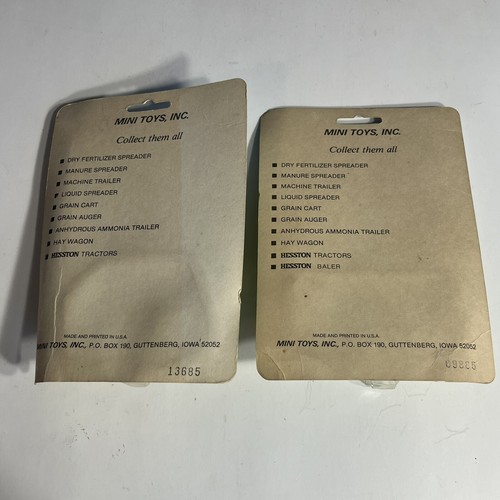 MINI TOYS, INC.
Collect them all
DRY FERTILIZER SPREADER
MANURE SPREADER
MACHINE TRAILER
LIQUID SPREADER
GRAIN CART
GRAIN AUGER
ANHYDROUS AMMONIA TRAILER
HAY WAGON
HESSTON TRACTORS
MADE AND PRINTED IN U.S.A.
MINI TOYS, INC., P.O. BOX 190, GUTTENBERG, IOWA 52052
13685
MINI TOYS, INC.
Collect them all
DRY FERTILIZER SPREADER
MANURE SPREADER
MACHINE TRAILER
LIQUID SPREADER
GRAIN CART
GRAIN AUGER
ANHYDROUS AMMONIA TRAILER
HAY WAGON
HESSTON TRACTORS
HESSTON BALER
MADE AND PRINTED IN U.S.A.
MINI TOYS, INC., P.O. BOX 190, GUTTENBERG, IOWA 52052